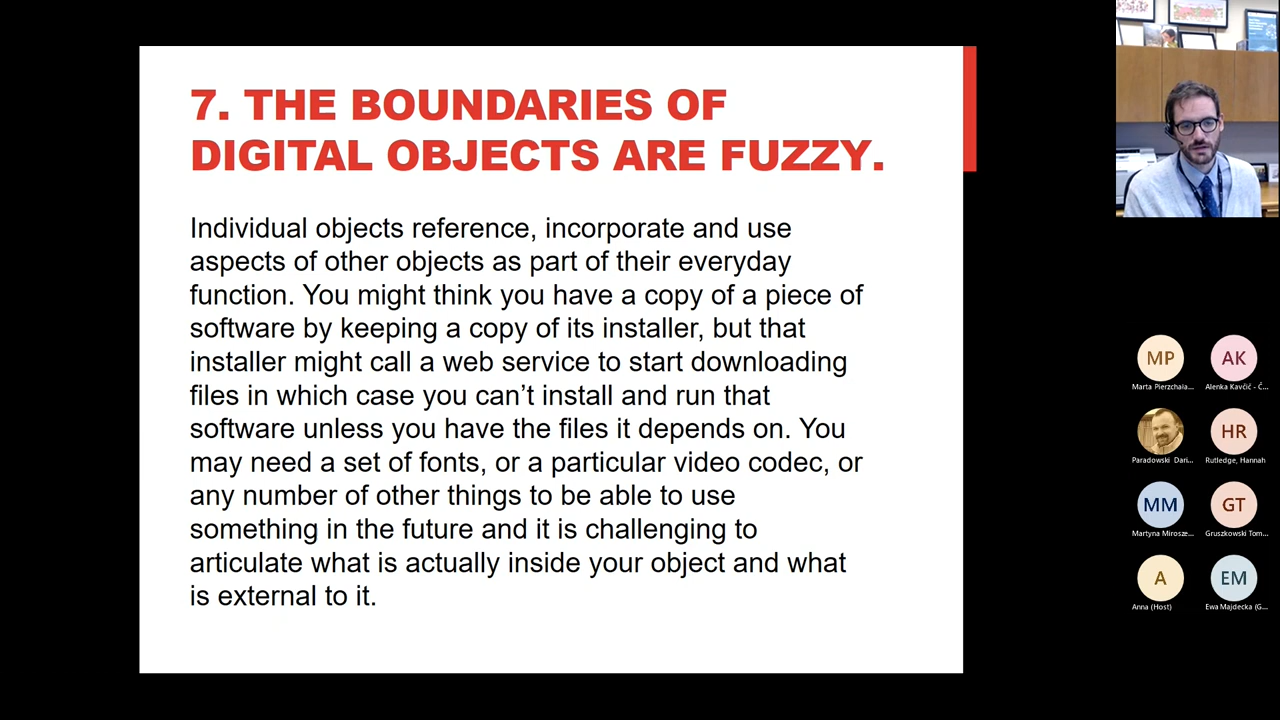 7. THE BOUNDARIES OF
DIGITAL OBJECTS ARE FUZZY.
Individual objects reference, incorporate and use
aspects of other objects as part of their everyday
function. You might think you have a copy of a piece of
software by keeping a copy of its installer, but that
installer might call a web service to start downloading
files in which case you can’t install and run that
software unless you have the files it depends on. You
may need a set of fonts, or a particular video codec, or
any number of other things to be able to use
something in the future and it is challenging to
articulate what is actually inside your object and what
is external to it.
MP
AK
Marta Pierzchala...
Alenka Kavčič - Č...
HR
Paradowski Dari...
Rutledge, Hannah
MM
GT
Martyna Mirosze...
Gruszkowski Tom...
A
EM
Anna (Host)
Ewa Majdecka (G...